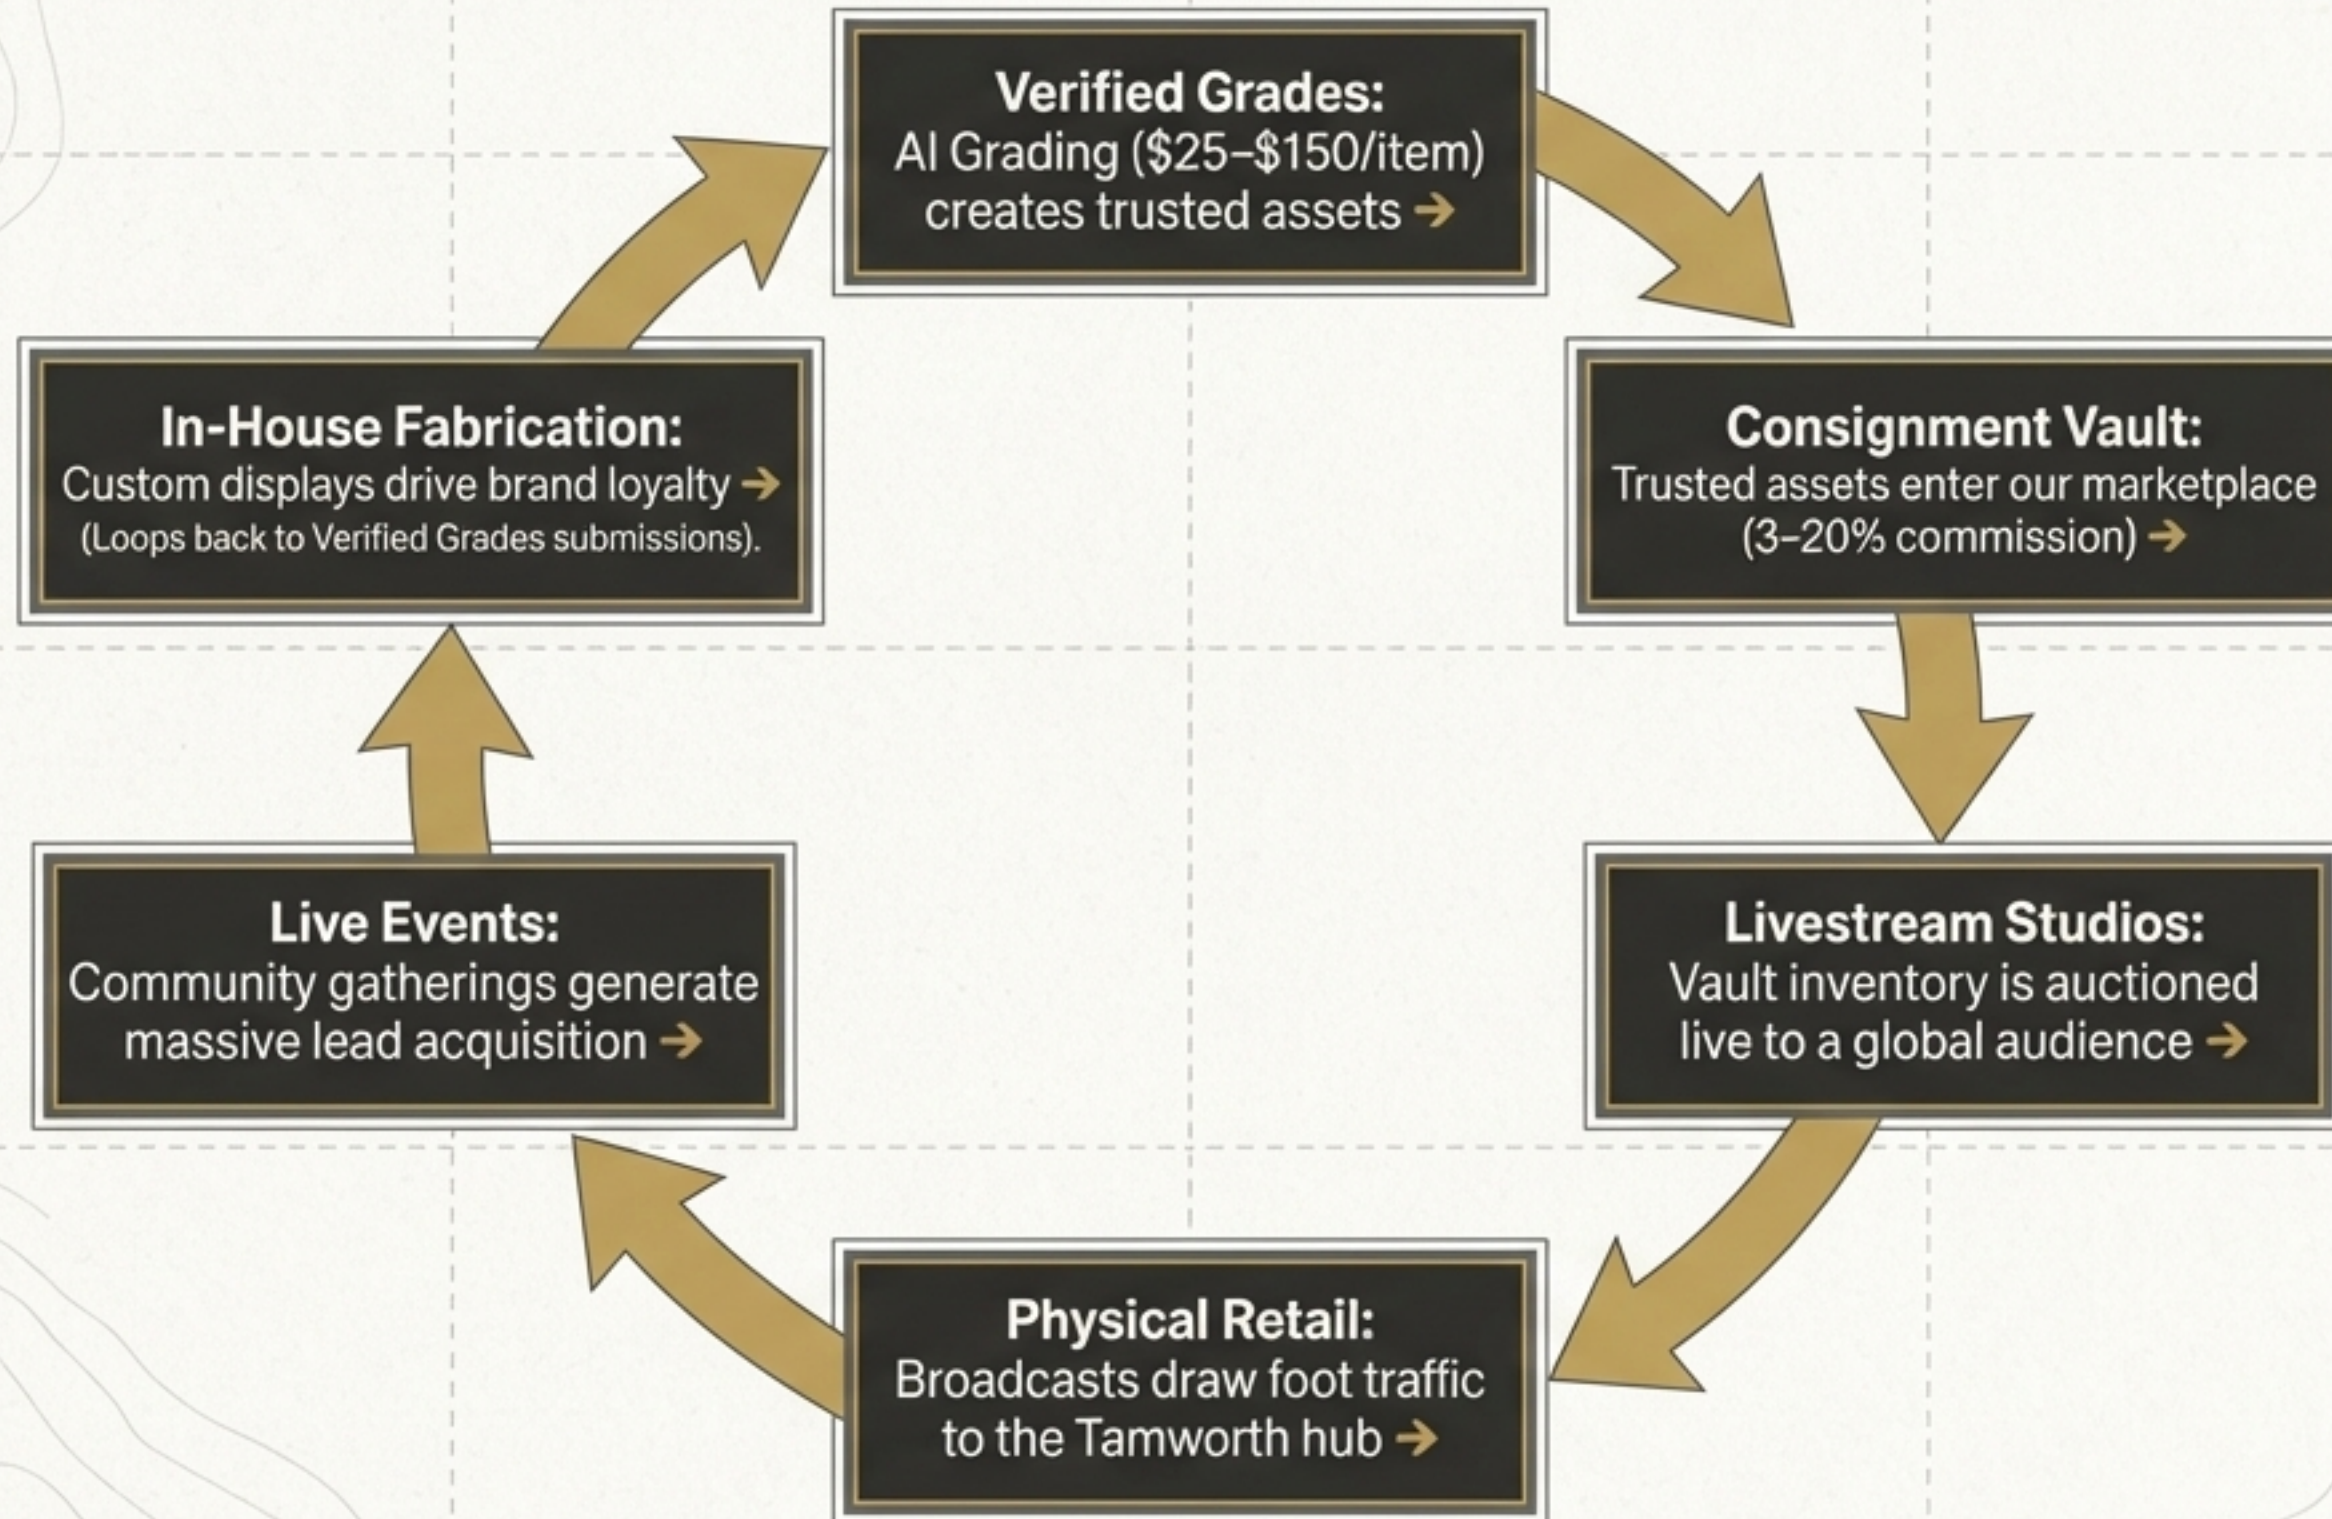 Verified Grades:
AI Grading ($25–$150/item)
creates trusted assets →
Consignment Vault:
Trusted assets enter our marketplace
(3–20% commission) →
Livestream Studios:
Vault inventory is auctioned
live to a global audience →
Physical Retail:
Broadcasts draw foot traffic
to the Tamworth hub →
Live Events:
Community gatherings generate
massive lead acquisition →
In-House Fabrication:
Custom displays drive brand loyalty →
(Loops back to Verified Grades submissions).